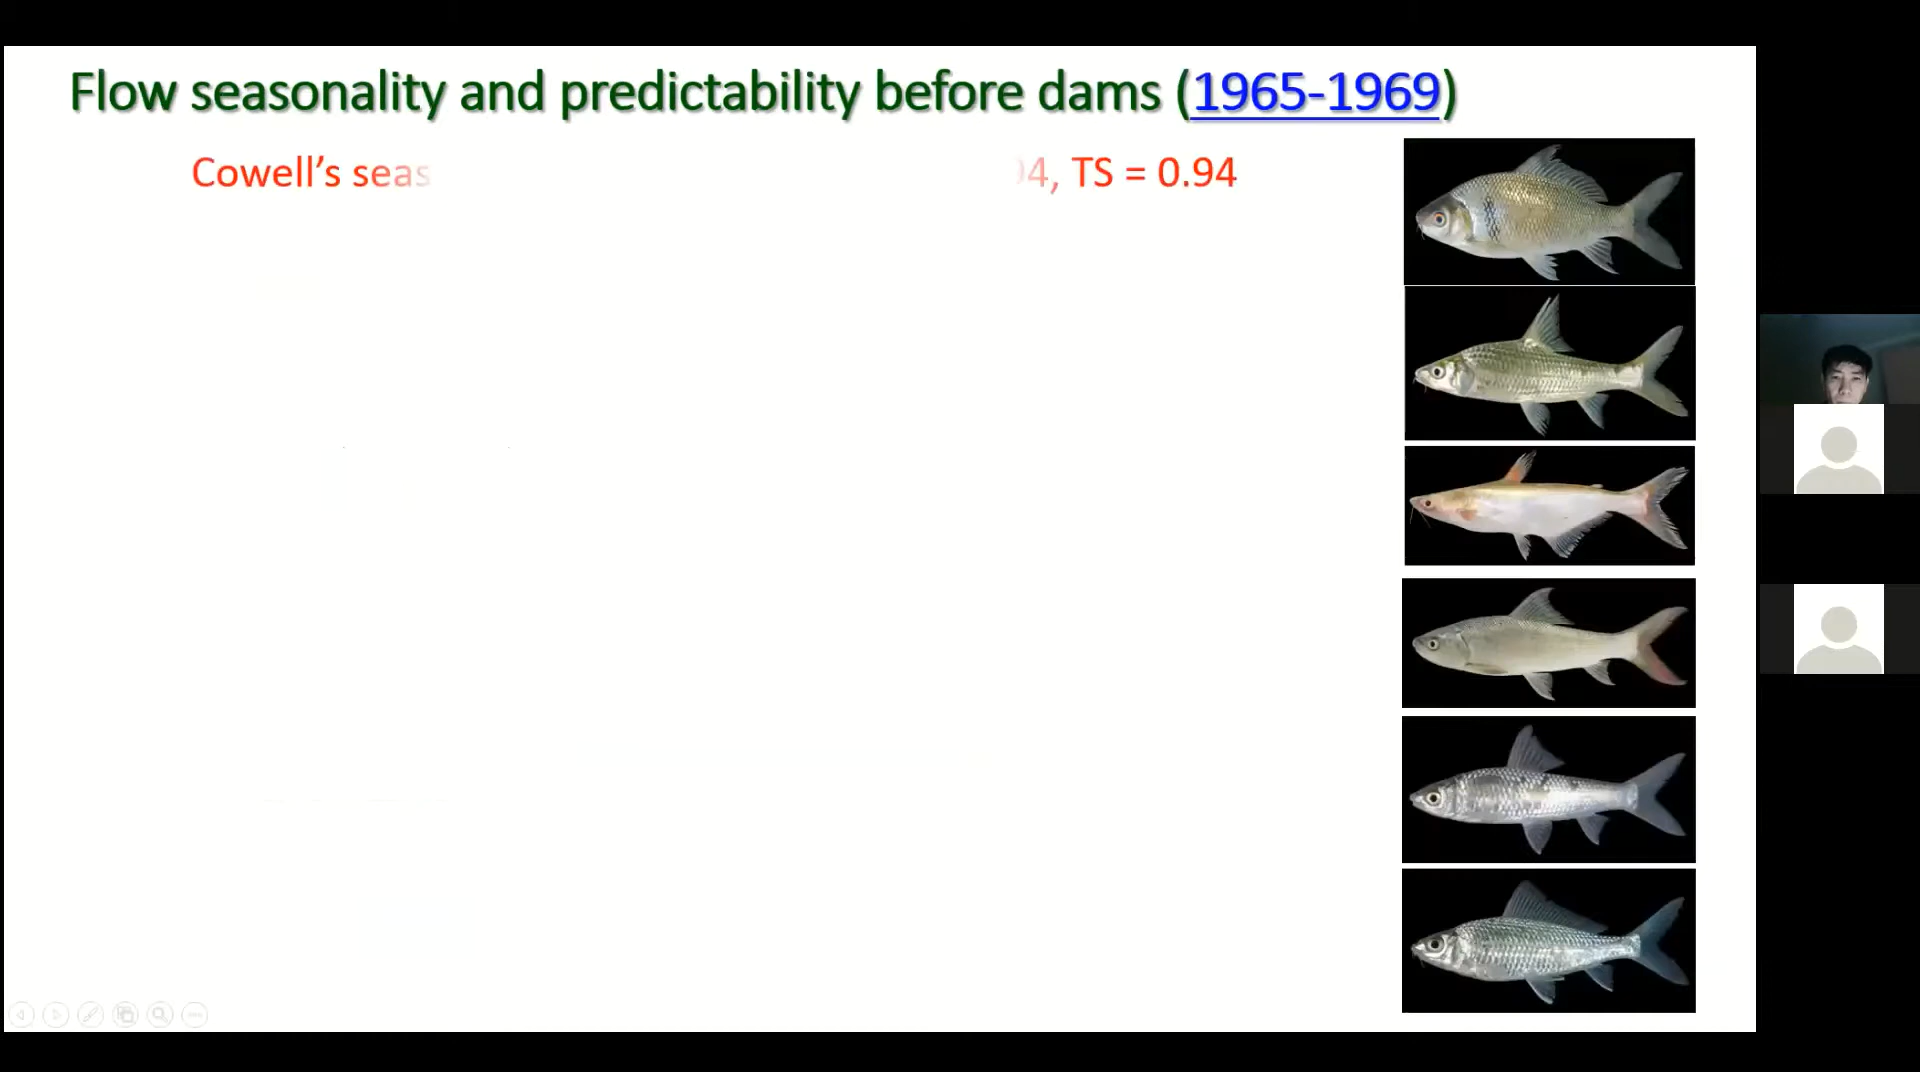 Flow seasonality and predictability before dams (1965-1969)
Cowell’s seas 4, TS = 0.94